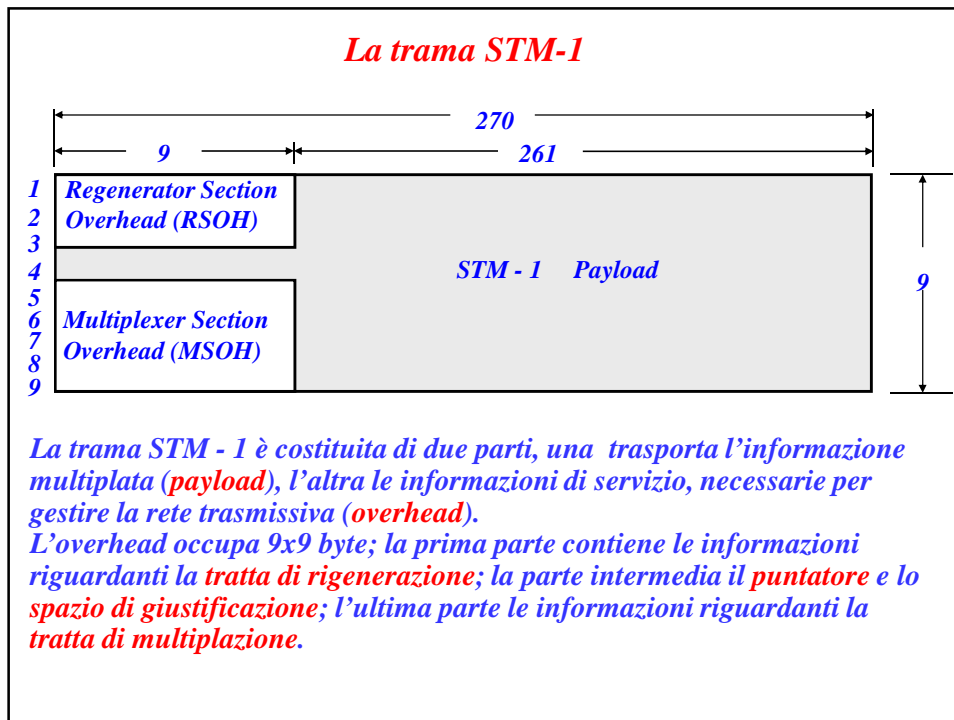 La trama STM-1
270
9
261
1
2
3
4
5
6
7
8
9
Regenerator Section
Overhead (RSOH)
STM - 1 Payload
9
Multiplexer Section
Overhead (MSOH)
La trama STM - 1 è costituita di due parti, una trasporta l’informazione
multiplata (payload), l’altra le informazioni di servizio, necessarie per
gestire la rete trasmissiva (overhead).
L’overhead occupa 9x9 byte; la prima parte contiene le informazioni
riguardanti la tratta di rigenerazione; la parte intermedia il puntatore e lo
spazio di giustificazione; l’ultima parte le informazioni riguardanti la
tratta di multiplazione.